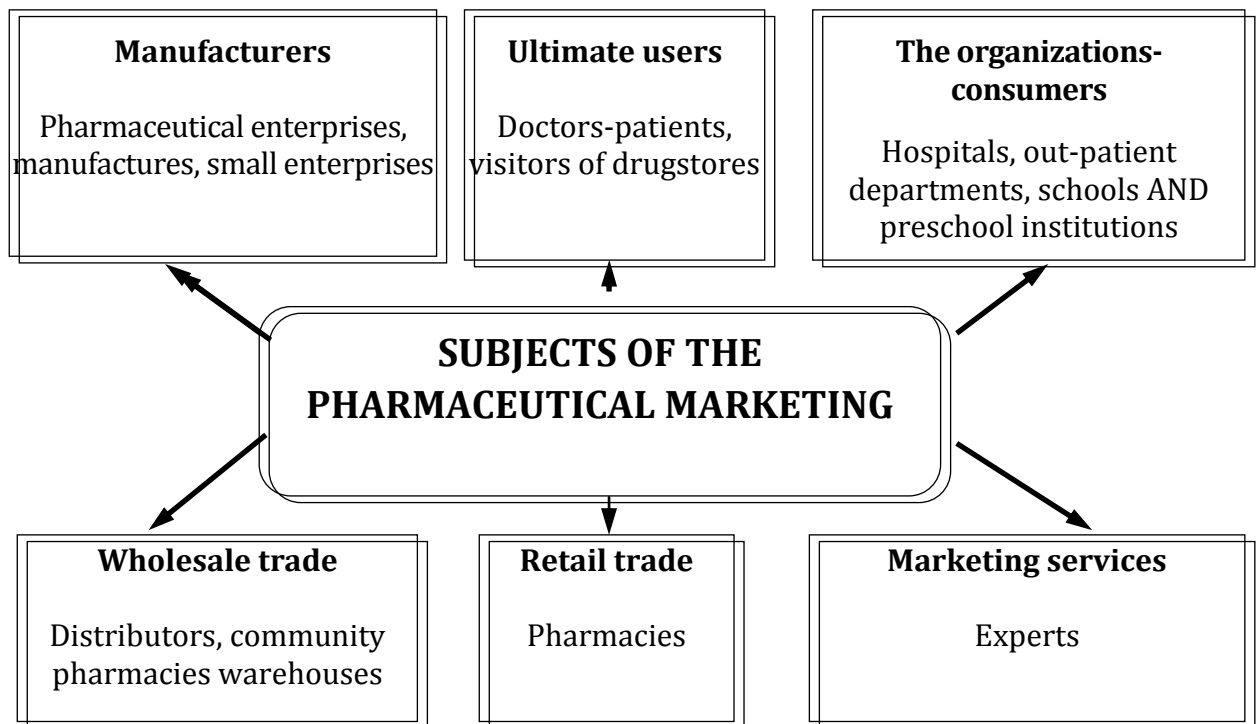 Manufacturers
Pharmaceutical enterprises,
manufactures, small enterprises
Ultimate users
Doctors-patients,
visitors of drugstores
The organizations-
consumers
Hospitals, out-patient
departments, schools AND
preschool institutions
SUBJECTS OF THE
PHARMACEUTICAL MARKETING
Wholesale trade
Distributors, community
pharmacies warehouses
Retail trade
Pharmacies
Marketing services
Experts